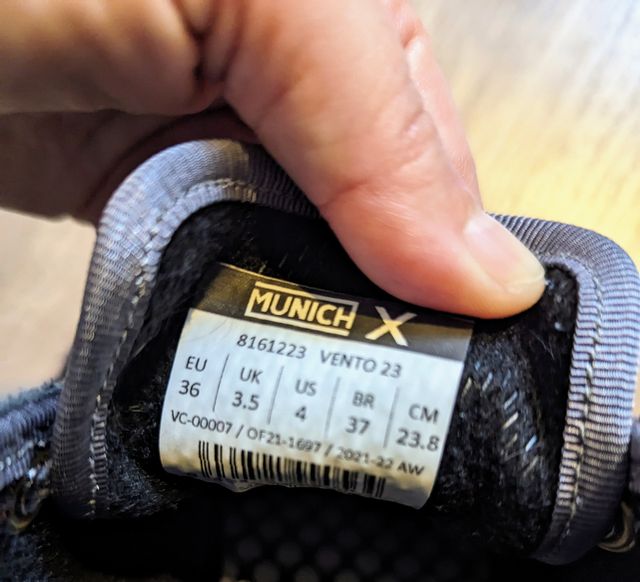 MUNICH X
8161223 VENTO 23
EU UK US BR CM
36 3.5 4 37 23.8
VC-00007 / OF21-1697 / 2021-22 AW